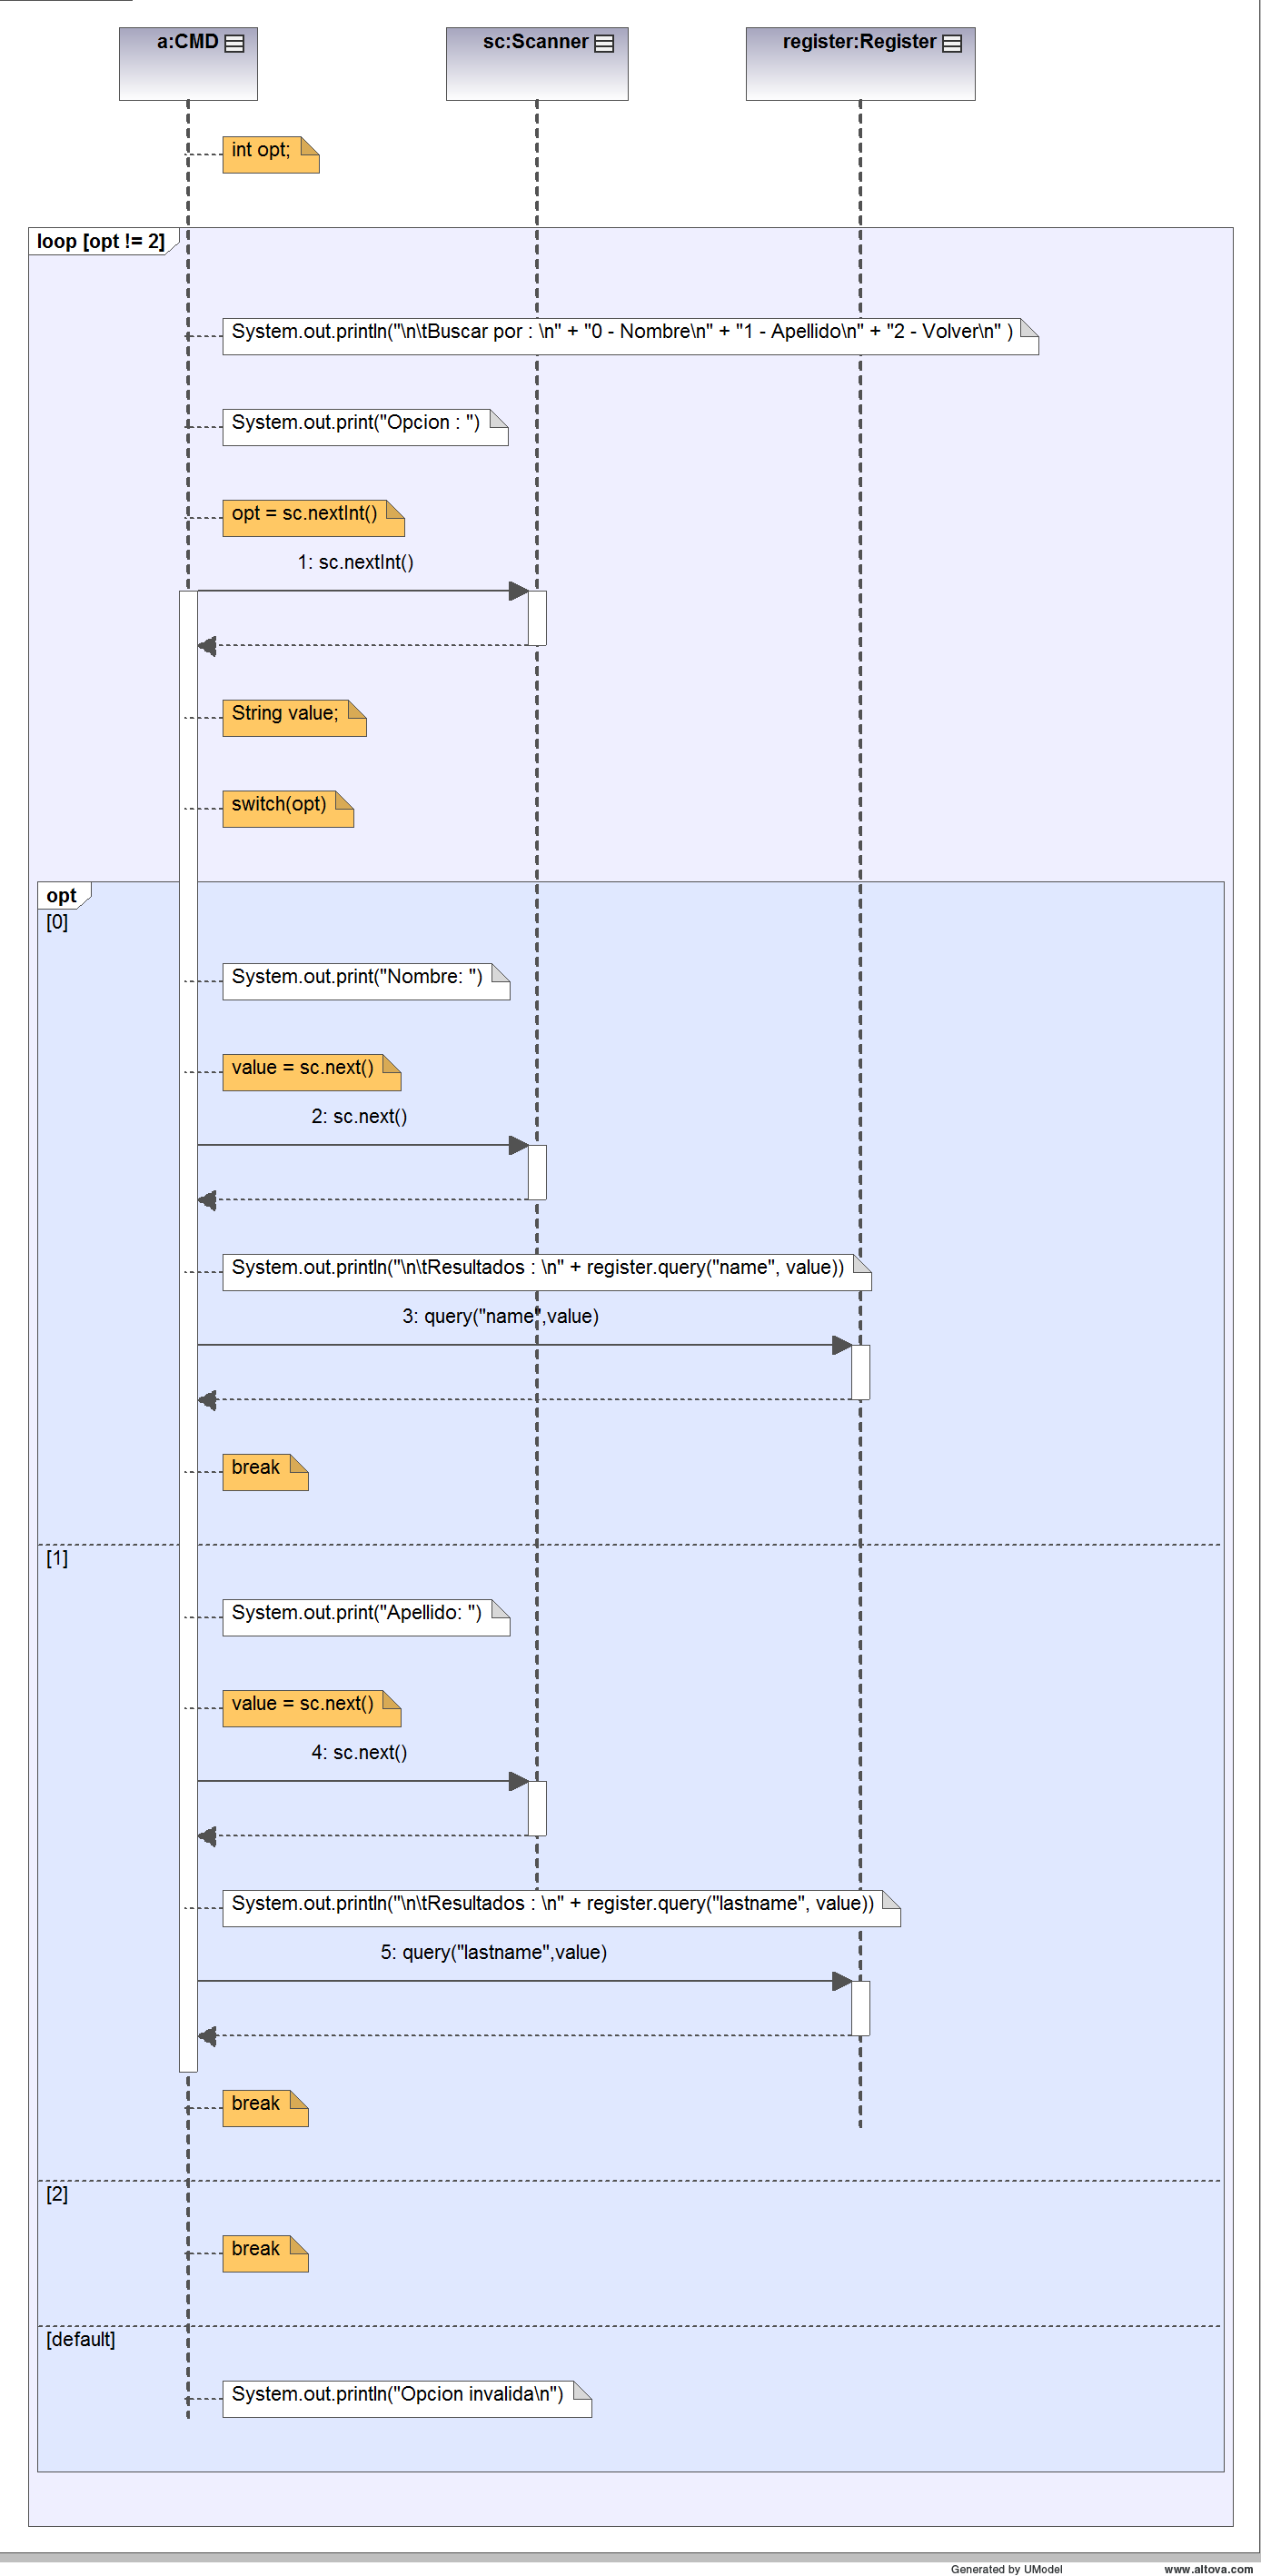 a:CMD
sc:Scanner
register:Register
int opt;
loop [opt != 2]
System.out.println("\n\tBuscar por : \n" + "0 - Nombre\n" + "1 - Apellido\n" + "2 - Volver\n" )
System.out.print("Opcion : ")
opt = sc.nextInt()
1: sc.nextInt()
String value;
switch(opt)
opt
[0]
System.out.print("Nombre: ")
value = sc.next()
2: sc.next()
System.out.println("\n\tResultados : \n" + register.query("name", value))
3: query("name",value)
break
[1]
System.out.print("Apellido: ")
value = sc.next()
4: sc.next()
System.out.println("\n\tResultados : \n" + register.query("lastname", value))
5: query("lastname",value)
break
[2]
break
[default]
System.out.println("Opcion invalida\n")
Generated by UModel
www.altova.com